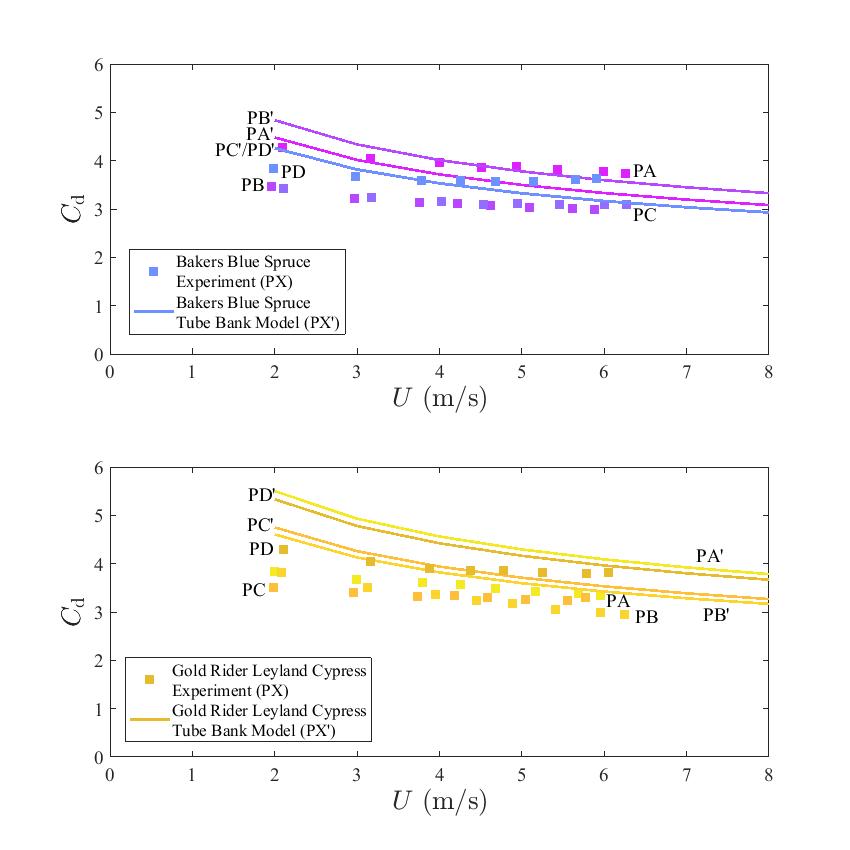 6
5
4
3
2
1
0
C_d
PB'
PA'
PC'/PD'
PD
PB
PA
PC
Bakers Blue Spruce
Experiment (PX)
Bakers Blue Spruce
Tube Bank Model (PX')
0 1 2 3 4 5 6 7 8
U (m/s)
6
5
4
3
2
1
0
C_d
PD'
PC'
PD
PC
PA'
PA
PB
PB'
Gold Rider Leyland Cypress
Experiment (PX)
Gold Rider Leyland Cypress
Tube Bank Model (PX')
0 1 2 3 4 5 6 7 8
U (m/s)